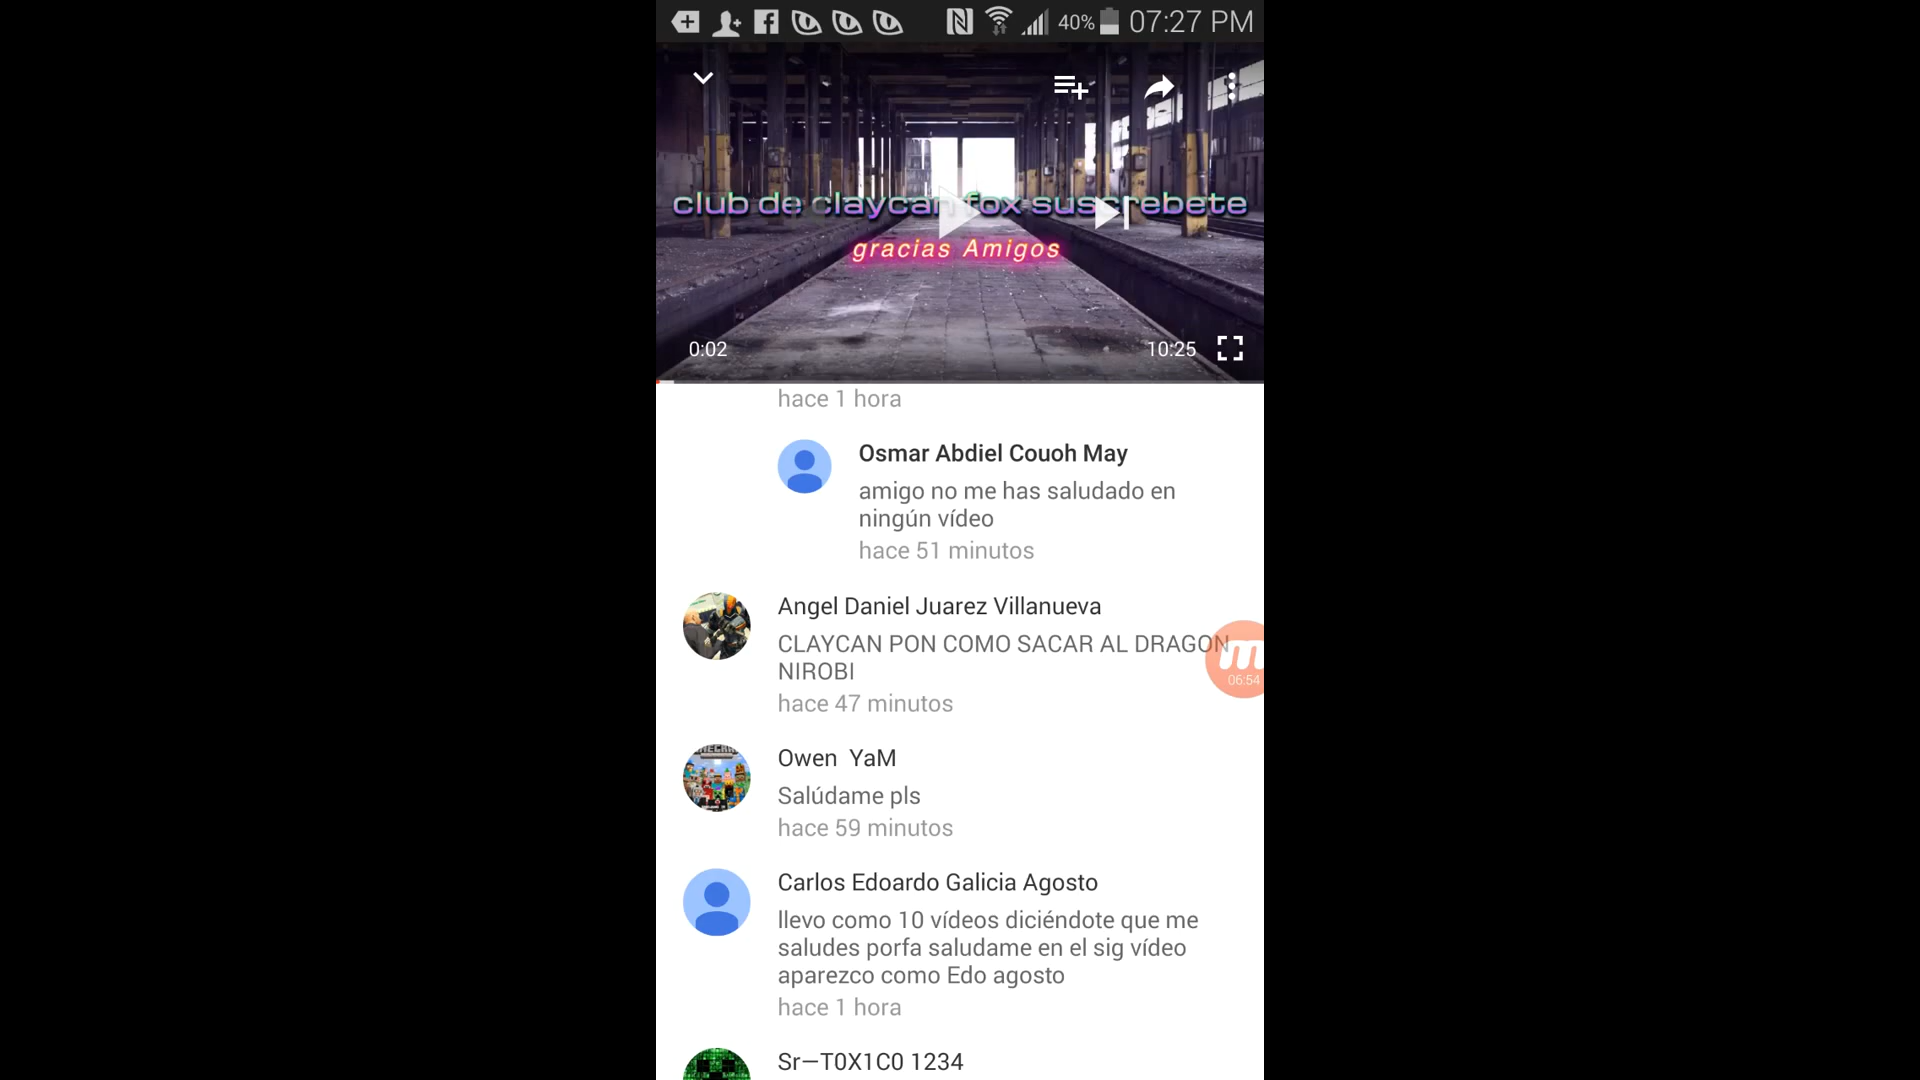 40% 07:27 PM
club de claycan fox suscrebete
gracias Amigos
0:02 10:25
hace 1 hora
Osmar Abdiel Couoh May
amigo no me has saludado en
ningún vídeo
hace 51 minutos
Angel Daniel Juarez Villanueva
CLAYCAN PON COMO SACAR AL DRAGON
NIROBI
hace 47 minutos
06:54
Owen YaM
Salúdame pls
hace 59 minutos
Carlos Edoardo Galicia Agosto
llevo como 10 vídeos diciéndote que me
saludes porfa saludame en el sig vídeo
aparezco como Edo agosto
hace 1 hora
Sr—T0X1C0 1234